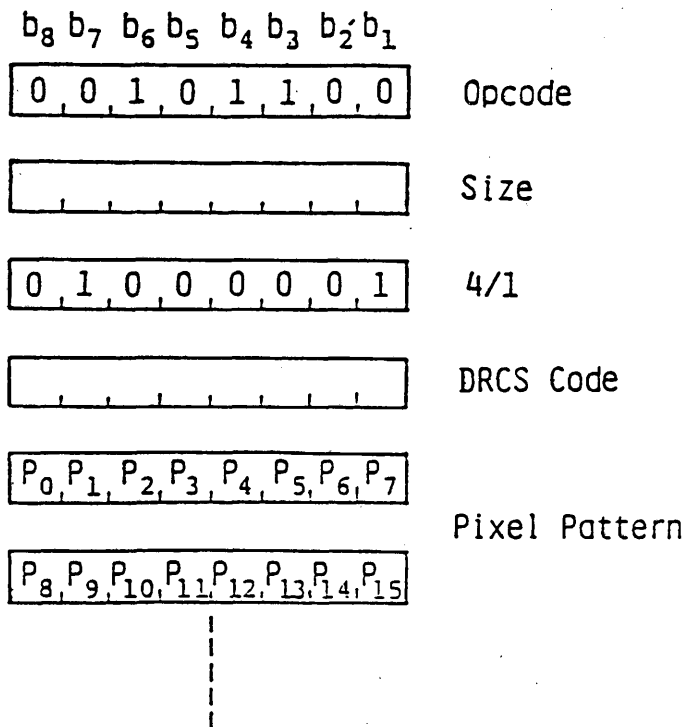 b8 b7 b6 b5 b4 b3 b2 b1
0 0 1 0 1 1 0 0 Opcode
Size
0 1 0 0 0 0 0 1 4/1
DRCS Code
P0 P1 P2 P3 P4 P5 P6 P7
Pixel Pattern
P8 P9 P10 P11 P12 P13 P14 P15